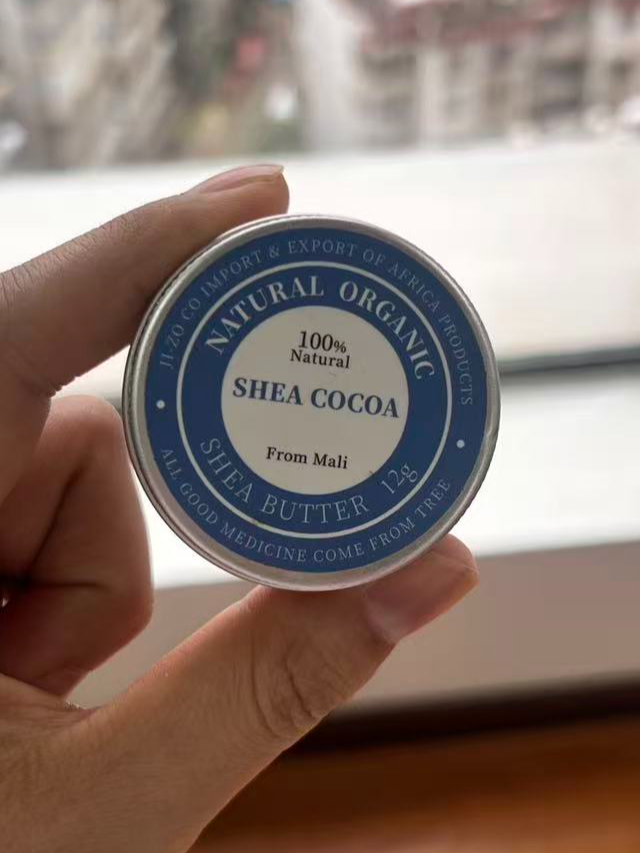 JI-ZO CO IMPORT & EXPORT OF AFRICA PRODUCTS
NATURAL ORGANIC
100%
Natural
SHEA COCOA
From Mali
SHEA BUTTER 12g
ALL GOOD MEDICINE COME FROM TREE